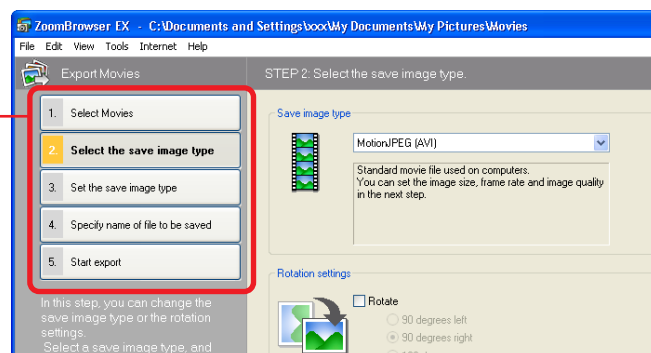 ZoomBrowser EX - C:\Documents and Settings\xxx\My Documents\My Pictures\Movies
File Edit View Tools Internet Help
Export Movies
STEP 2: Select the save image type.
1. Select Movies
2. Select the save image type
3. Set the save image type
4. Specify name of file to be saved
5. Start export
In this step, you can change the
save image type or the rotation
settings.
Select a save image type, and
Save image type
MotionJPEG (AVI)
Standard movie file used on computers.
You can set the image size, frame rate and image quality
in the next step.
Rotation settings
Rotate
90 degrees left
90 degrees right